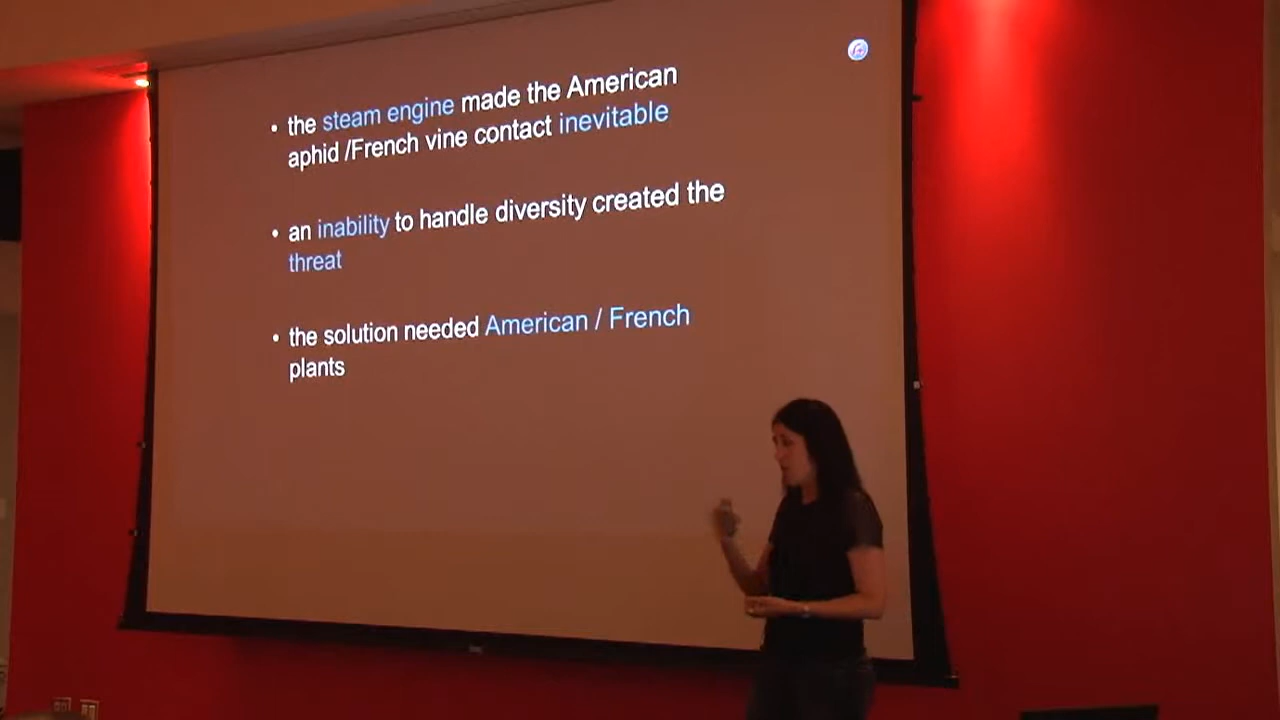 • the steam engine made the American
aphid /French vine contact inevitable
• an inability to handle diversity created the
threat
• the solution needed American / French
plants